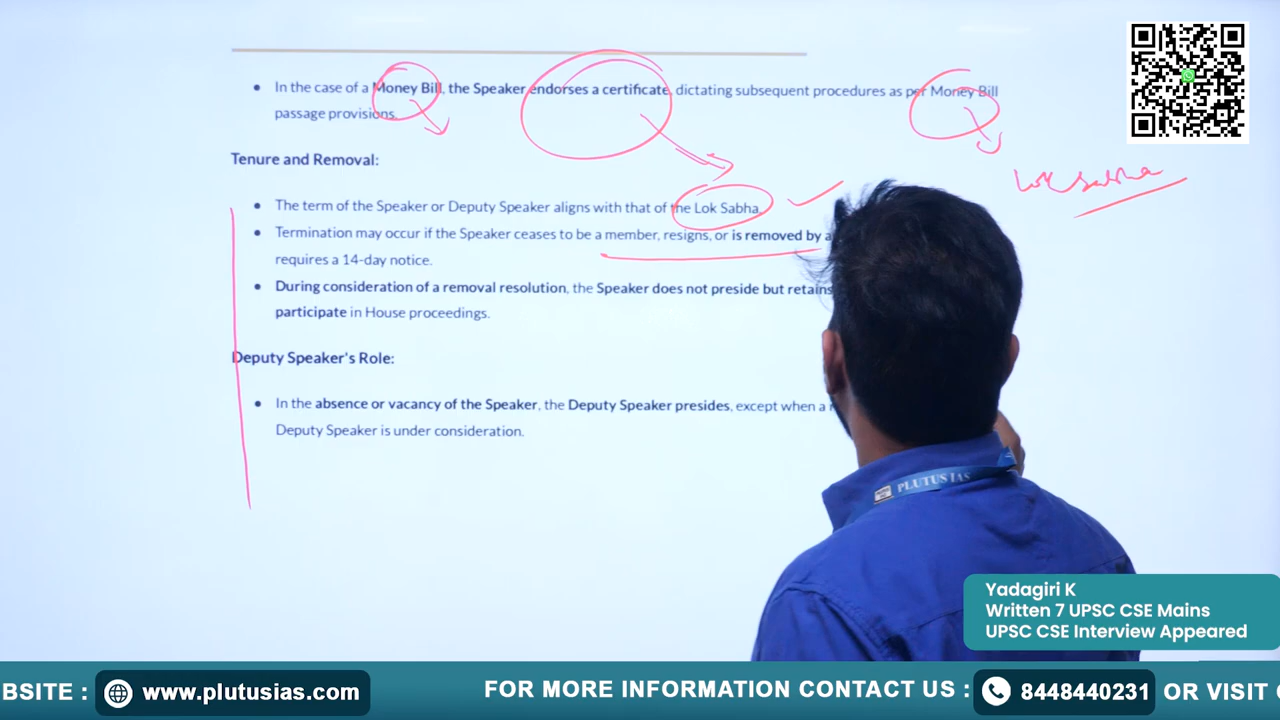 In the case of a Money Bill, the Speaker endorses a certificate, dictating subsequent procedures as per Money Bill
passage provisions.
Lok Sabha
Tenure and Removal:
The term of the Speaker or Deputy Speaker aligns with that of the Lok Sabha.
Termination may occur if the Speaker ceases to be a member, resigns, or is removed by a
requires a 14-day notice.
During consideration of a removal resolution, the Speaker does not preside but retains
participate in House proceedings.
Deputy Speaker's Role:
In the absence or vacancy of the Speaker, the Deputy Speaker presides, except when a
Deputy Speaker is under consideration.
PLUTUS IAS
Yadagiri K
Written 7 UPSC CSE Mains
UPSC CSE Interview Appeared
BSITE : www.plutusias.com FOR MORE INFORMATION CONTACT US : 8448440231 OR VISIT